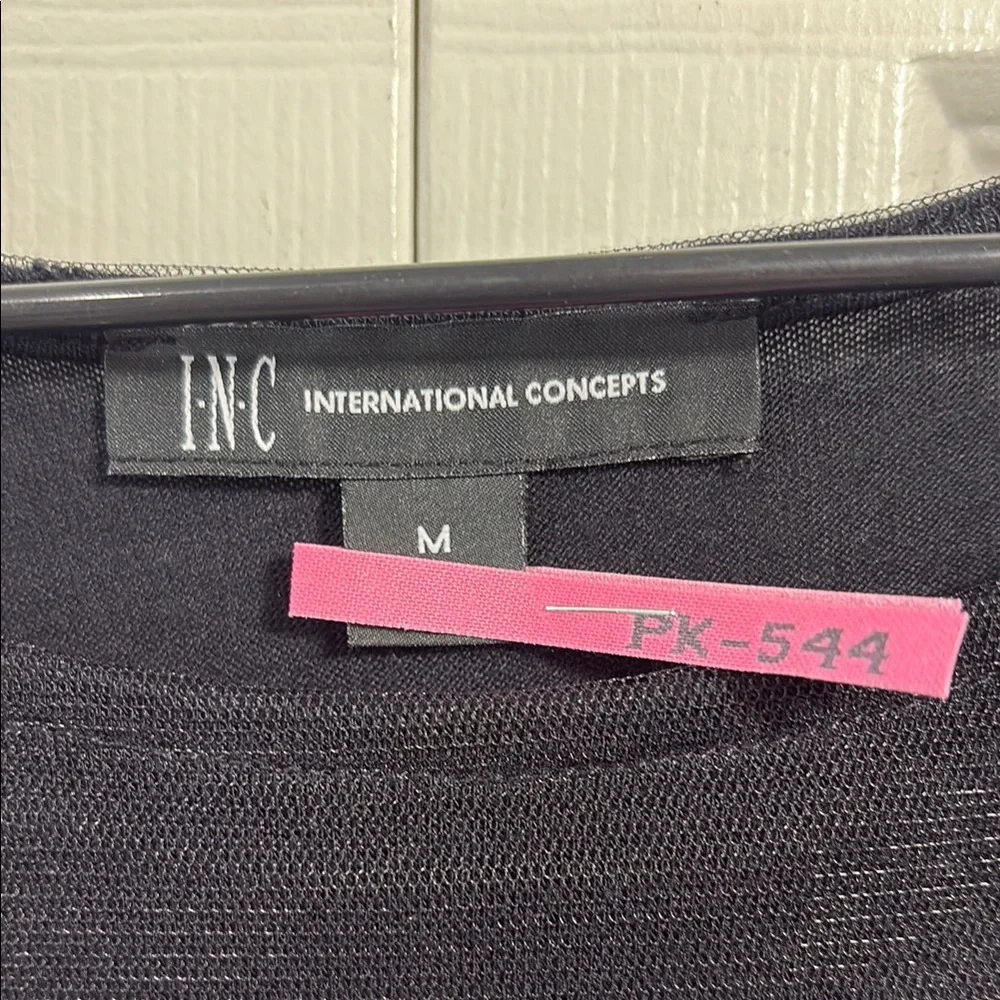 I·N·C INTERNATIONAL CONCEPTS
M
PK-544